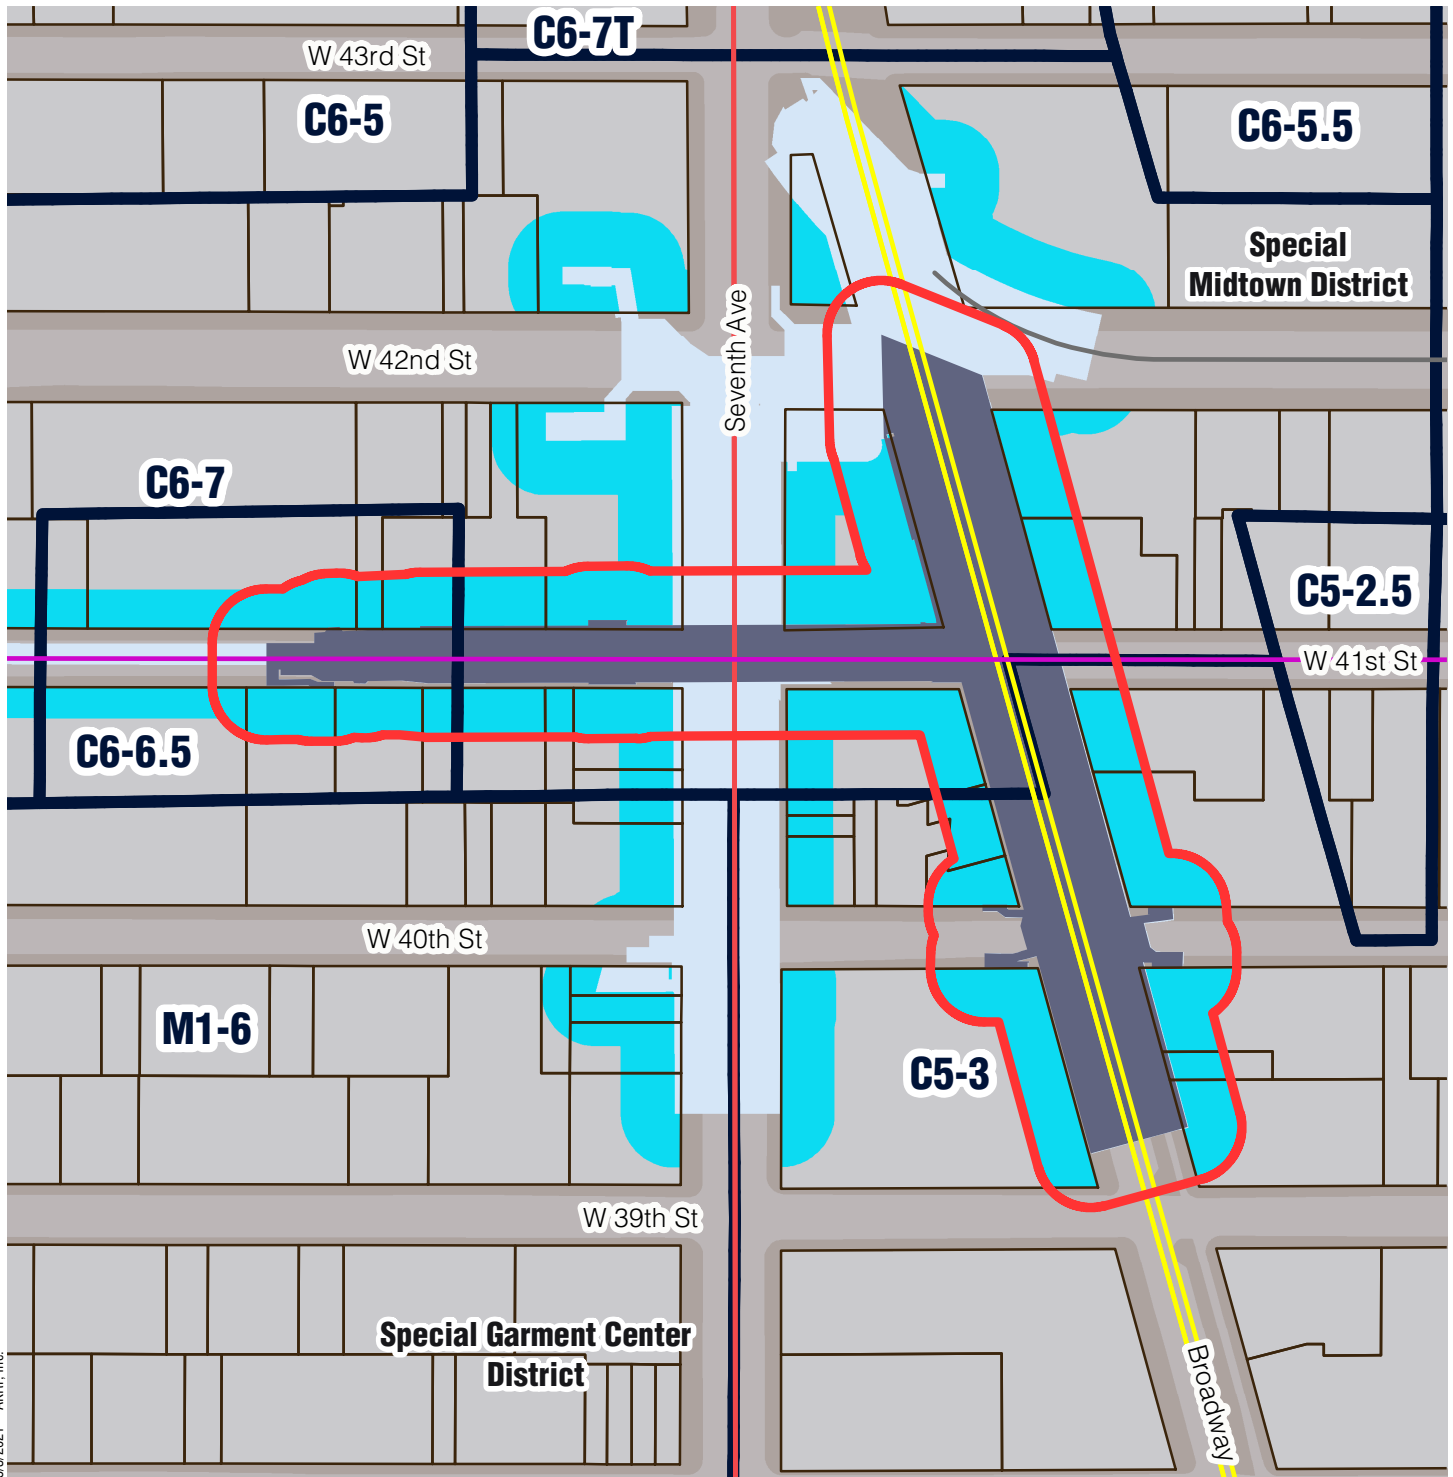 C6-7T
W 43rd St
C6-5
C6-5.5
Special
Midtown District
Seventh Ave
W 42nd St
C6-7
C5-2.5
W 41st St
C6-6.5
W 40th St
M1-6
C5-3
W 39th St
Special Garment Center
District
Broadway